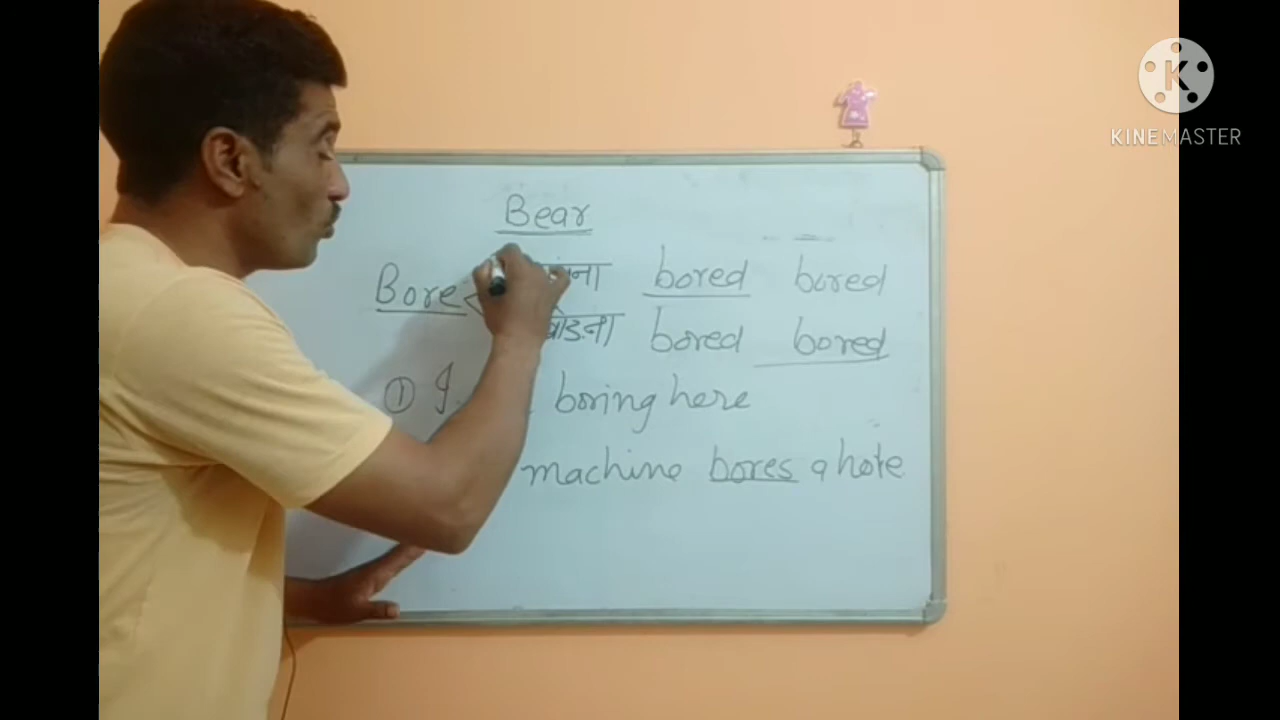 KINEMASTER
Bear
Bore bored bored
bored bored
① I boring here
machine bores a hole